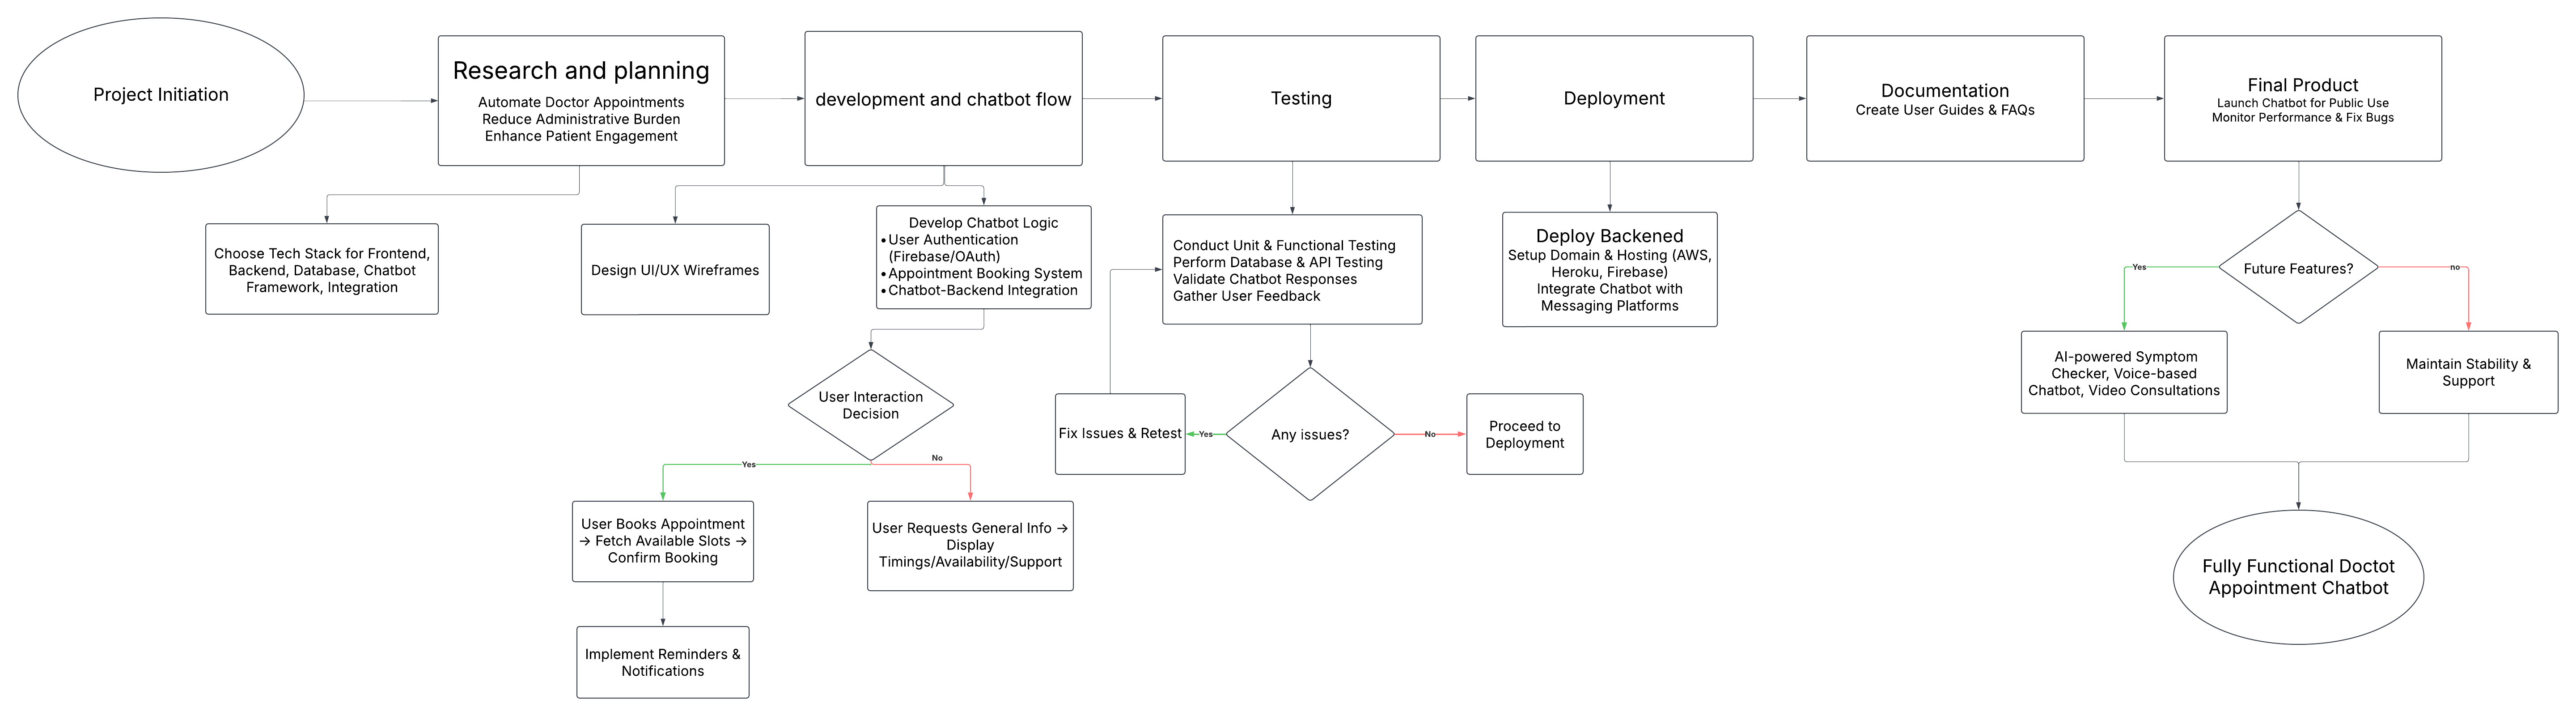 Project Initiation
Research and planning
Automate Doctor Appointments
Reduce Administrative Burden
Enhance Patient Engagement
development and chatbot flow
Testing
Deployment
Documentation
Create User Guides & FAQs
Final Product
Launch Chatbot for Public Use
Monitor Performance & Fix Bugs
Choose Tech Stack for Frontend,
Backend, Database, Chatbot
Framework, Integration
Design UI/UX Wireframes
Develop Chatbot Logic
• User Authentication
(Firebase/OAuth)
• Appointment Booking System
• Chatbot-Backend Integration
Conduct Unit & Functional Testing
Perform Database & API Testing
Validate Chatbot Responses
Gather User Feedback
Deploy Backened
Setup Domain & Hosting (AWS,
Heroku, Firebase)
Integrate Chatbot with
Messaging Platforms
Future Features?
Yes
no
AI-powered Symptom
Checker, Voice-based
Chatbot, Video Consultations
Maintain Stability &
Support
User Interaction
Decision
Yes
No
Fix Issues & Retest
Yes
Any issues?
No
Proceed to
Deployment
User Books Appointment
→ Fetch Available Slots →
Confirm Booking
User Requests General Info →
Display
Timings/Availability/Support
Implement Reminders &
Notifications
Fully Functional Doctot
Appointment Chatbot